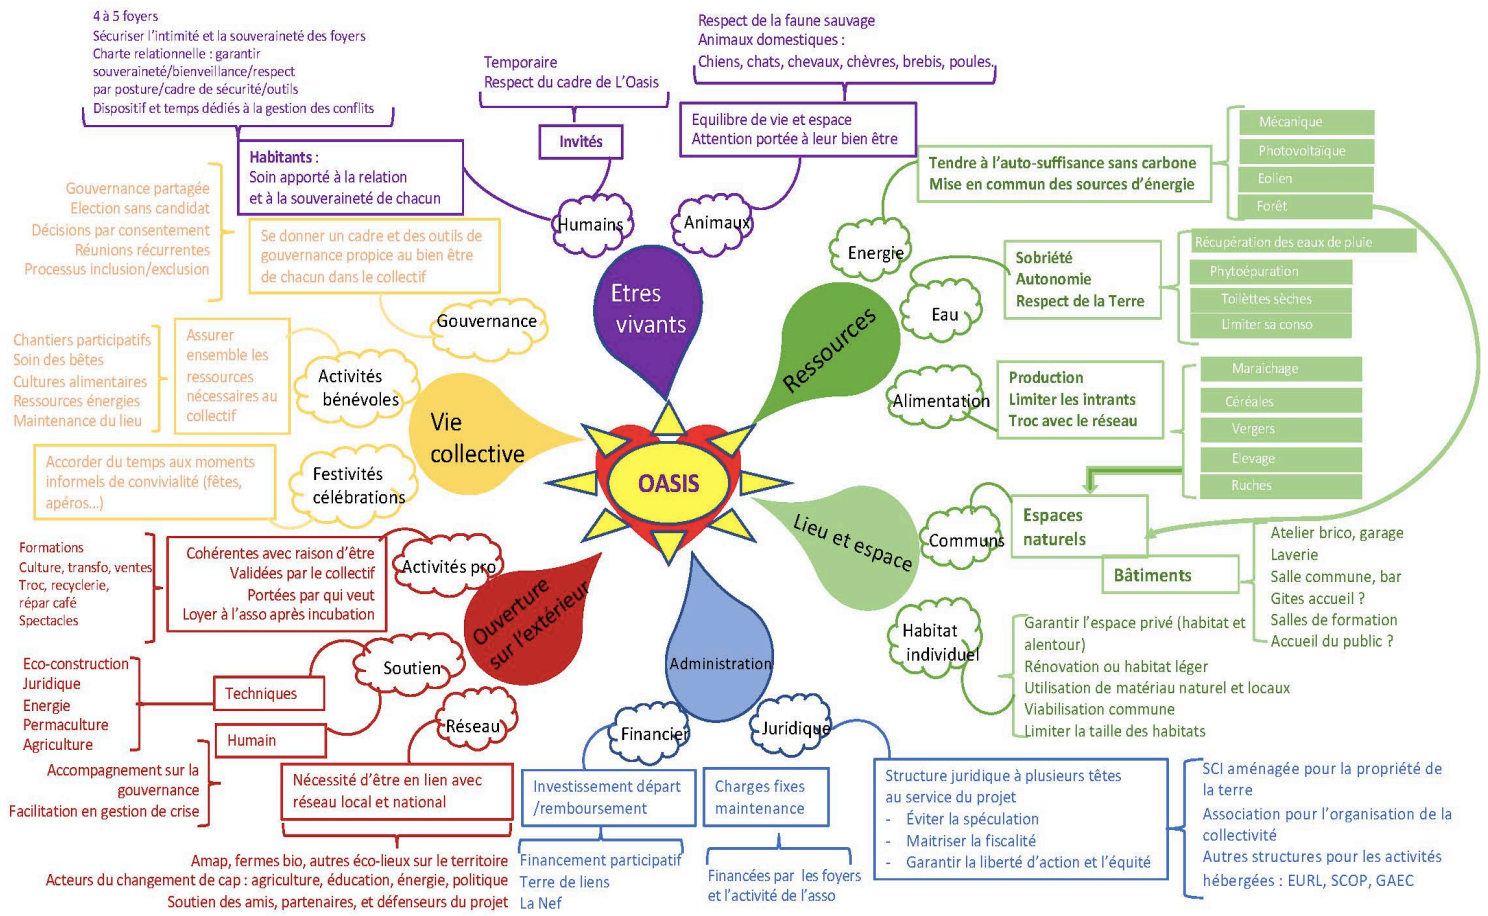 4 à 5 foyers
Sécuriser l'intimité et la souveraineté des foyers
Charte relationnelle : garantir
souveraineté/bienveillance/respect
par posture/cadre de sécurité/outils
Dispositif et temps dédiés à la gestion des conflits
Habitants :
Soin apporté à la relation
et à la souveraineté de chacun
Temporaire
Respect du cadre de L'Oasis
Invités
Humains
Respect de la faune sauvage
Animaux domestiques :
Chiens, chats, chevaux, chèvres, brebis, poules.
Equilibre de vie et espace
Attention portée à leur bien être
Animaux
Etres
vivants
Tendre à l'auto-suffisance sans carbone
Mise en commun des sources d'énergie
Mécanique
Photovoltaïque
Eolien
Forêt
Energie
Sobriété
Autonomie
Respect de la Terre
Récupération des eaux de pluie
Phytoépuration
Toilèttes sèches
Limiter sa conso
Eau
Ressources
Alimentation
Production
Limiter les intrants
Troc avec le réseau
Maraichage
Céréales
Vergers
Elevage
Ruches
Gouvernance partagée
Election sans candidat
Décisions par consentement
Réunions récurrentes
Processus inclusion/exclusion
Se donner un cadre et des outils de
gouvernance propice au bien être
de chacun dans le collectif
Gouvernance
Chantiers participatifs
Soin des bêtes
Cultures alimentaires
Ressources énergies
Maintenance du lieu
Assurer
ensemble les
ressources
nécessaires au
collectif
Activités
bénévoles
Vie
collective
Accorder du temps aux moments
informels de convivialité (fêtes,
apéros...)
Festivités
célébrations
OASIS
Lieu et espace
Communs
Espaces
naturels
Bâtiments
Atelier brico, garage
Laverie
Salle commune, bar
Gites accueil ?
Salles de formation
Accueil du public ?
Habitat
individuel
Garantir l'espace privé (habitat et
alentour)
Rénovation ou habitat léger
Utilisation de matériau naturel et locaux
Viabilisation commune
Limiter la taille des habitats
Formations
Culture, transfo, ventes
Troc, recyclerie,
répar café
Spectacles
Cohérentes avec raison d'être
Validées par le collectif
Portées par qui veut
Loyer à l'asso après incubation
Activités pro
Ouverture
sur l'extérieur
Eco-construction
Juridique
Energie
Permaculture
Agriculture
Techniques
Soutien
Humain
Accompagnement sur la
gouvernance
Facilitation en gestion de crise
Réseau
Nécessité d'être en lien avec
réseau local et national
Amap, fermes bio, autres éco-lieux sur le territoire
Acteurs du changement de cap : agriculture, éducation, énergie, politique
Soutien des amis, partenaires, et défenseurs du projet
Administration
Financier
Investissement départ
/remboursement
Financement participatif
Terre de liens
La Nef
Charges fixes
maintenance
Financées par les foyers
et l'activité de l'asso
Juridique
Structure juridique à plusieurs têtes
au service du projet
- Éviter la spéculation
- Maitriser la fiscalité
- Garantir la liberté d'action et l'équité
SCI aménagée pour la propriété de
la terre
Association pour l'organisation de la
collectivité
Autres structures pour les activités
hébergées : EURL, SCOP, GAEC